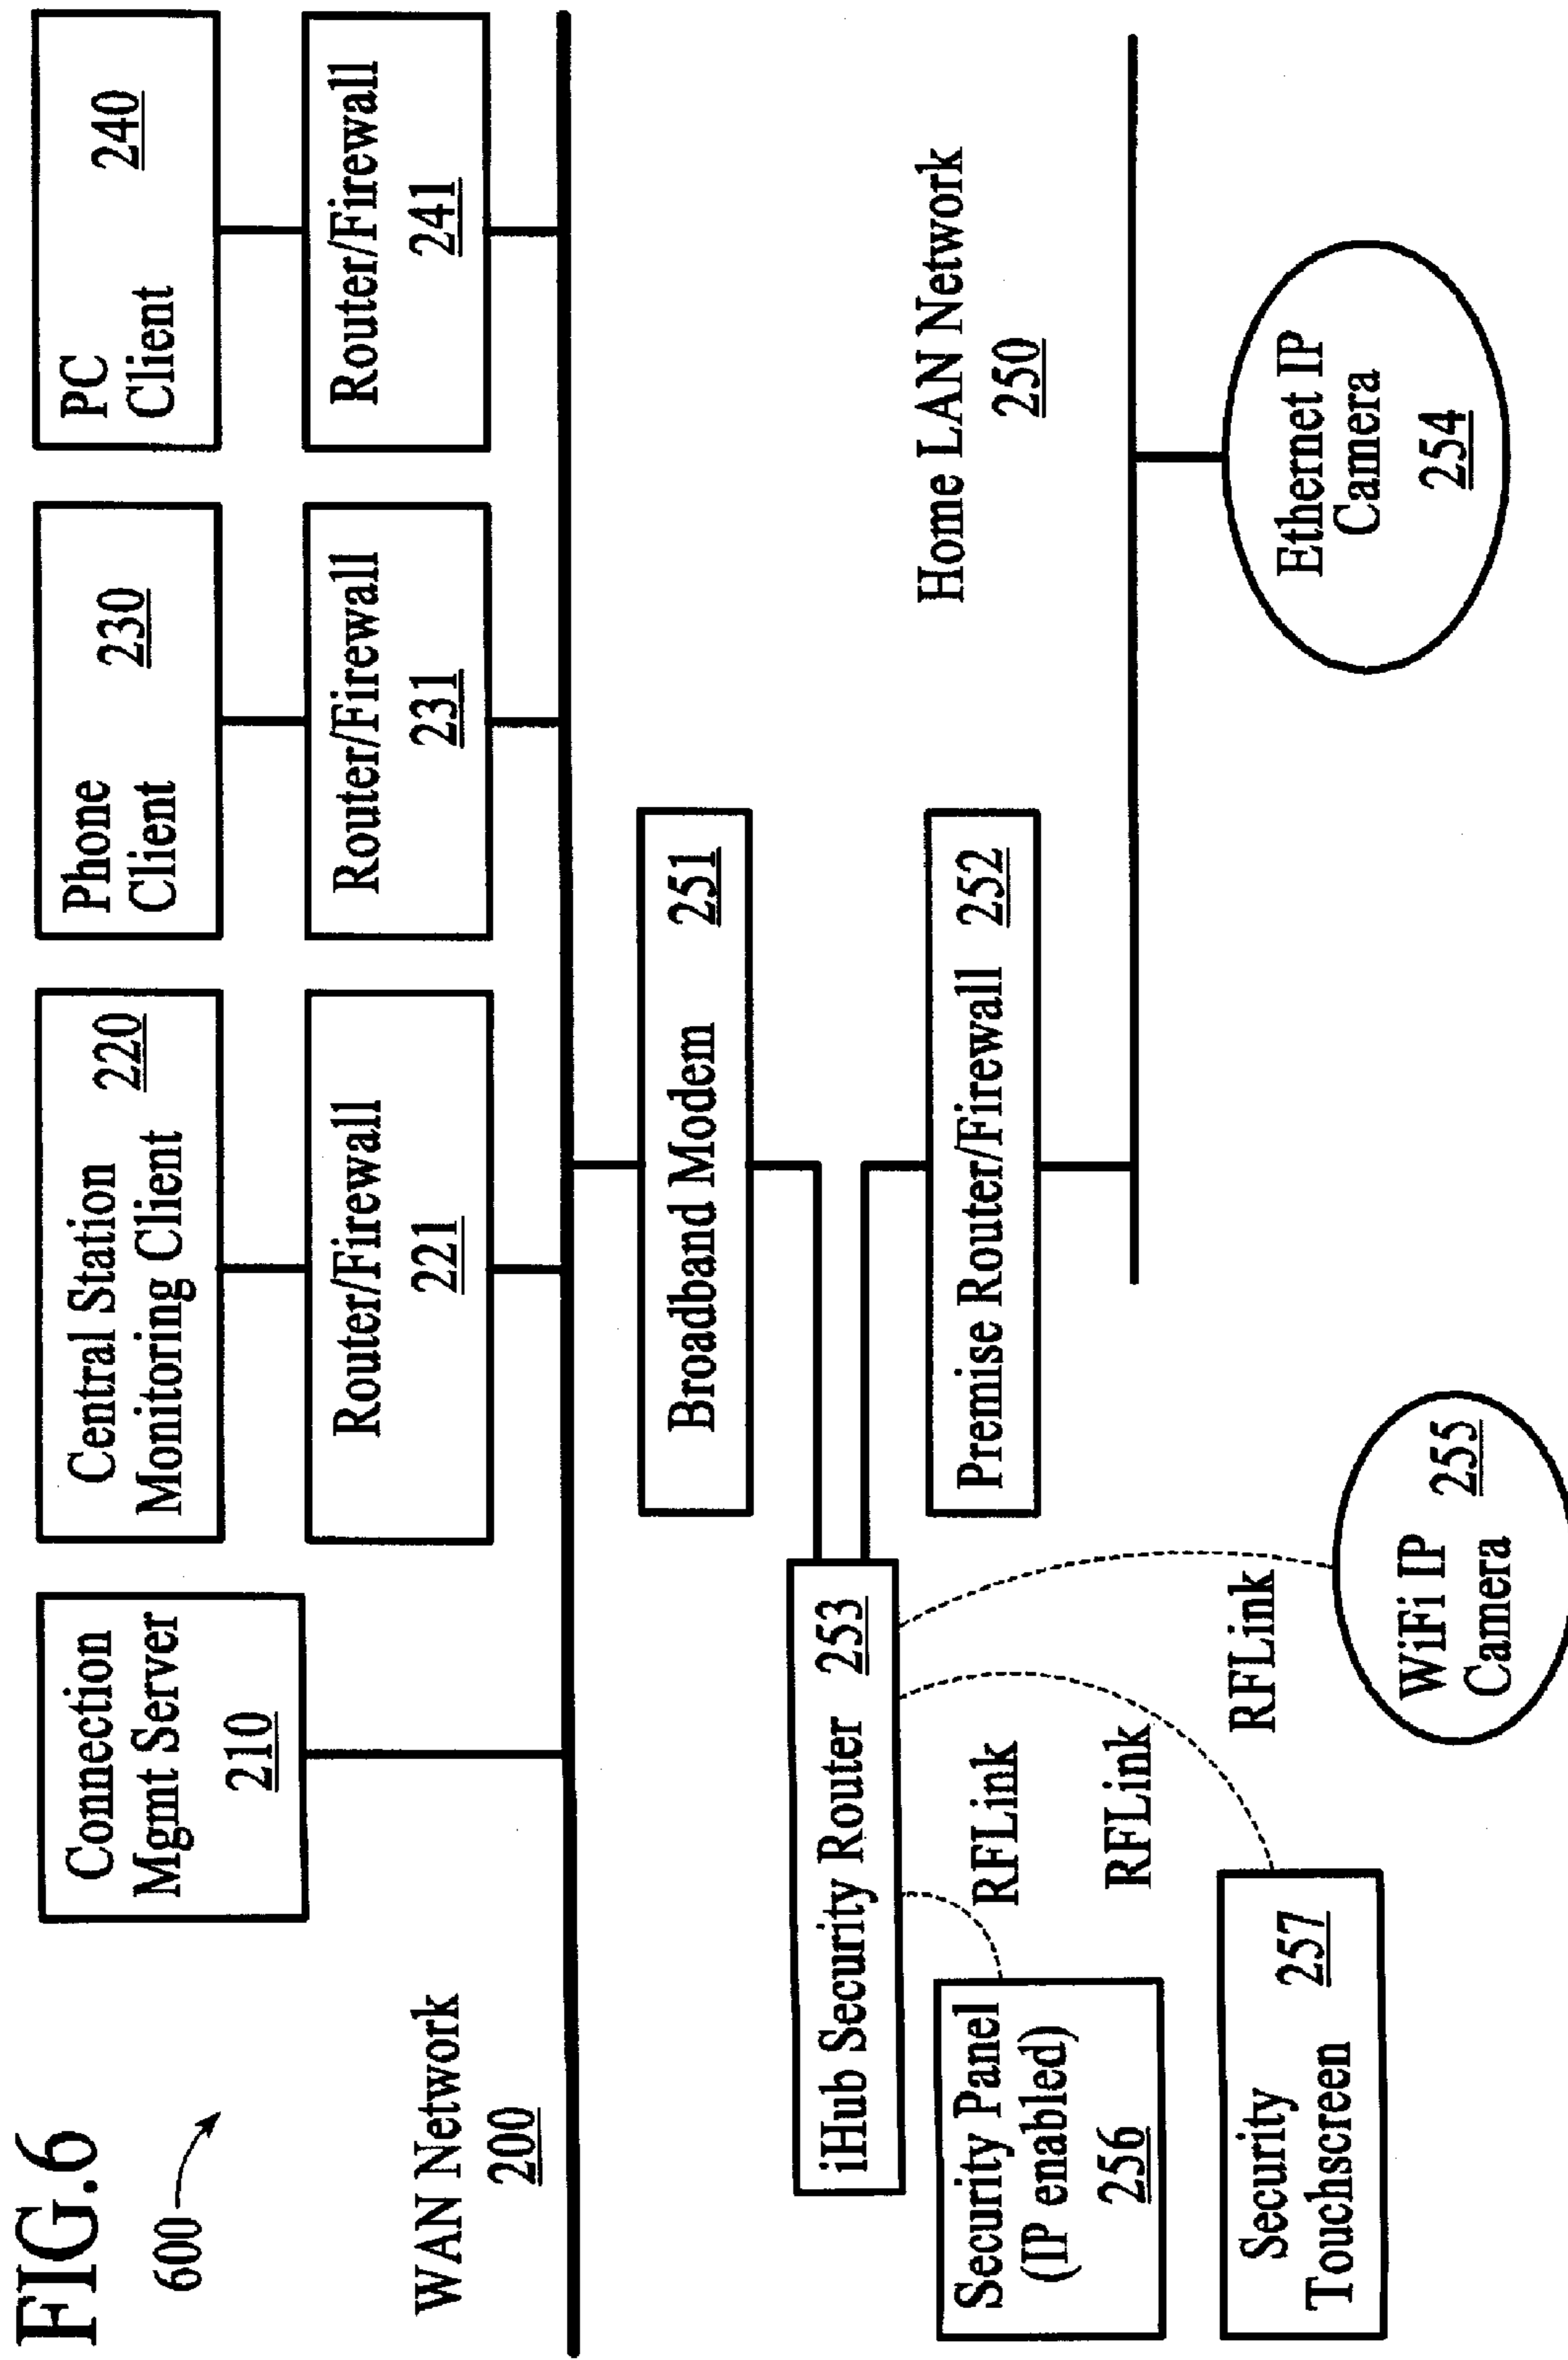 FIG.6
600
Connection
Mgmt Server
210
Central Station
Monitoring Client
220
Phone
Client
230
PC
Client
240
Router/Firewall
221
Router/Firewall
231
Router/Firewall
241
WAN Network
200
Broadband Modem 251
iHub Security Router 253
Premise Router/Firewall 252
Home LAN Network
250
Security Panel
(IP enabled)
256
RFLink
RFLink
RFLink
Security
Touchscreen
257
WiFi IP
Camera
255
Ethernet IP
Camera
254